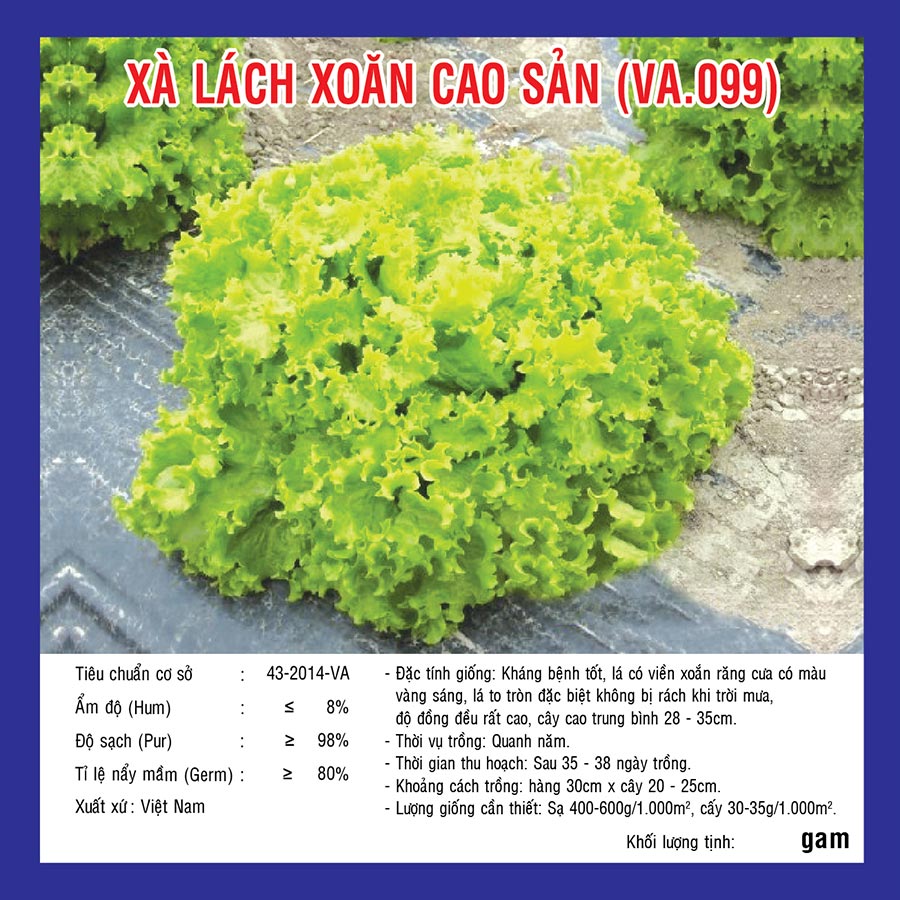 XÀ LÁCH XOĂN CAO SẢN (VA.099)
Tiêu chuẩn cơ sở : 43-2014-VA
Ẩm độ (Hum) : ≤ 8%
Độ sạch (Pur) : ≥ 98%
Tỉ lệ nẩy mầm (Germ) : ≥ 80%
Xuất xứ : Việt Nam
- Đặc tính giống: Kháng bệnh tốt, lá có viền xoắn răng cưa có màu
vàng sáng, lá to tròn đặc biệt không bị rách khi trời mưa,
độ đồng đều rất cao, cây cao trung bình 28 - 35cm.
- Thời vụ trồng: Quanh năm.
- Thời gian thu hoạch: Sau 35 - 38 ngày trồng.
- Khoảng cách trồng: hàng 30cm x cây 20 - 25cm.
- Lượng giống cần thiết: Sạ 400-600g/1.000m², cấy 30-35g/1.000m².
Khối lượng tịnh: gam